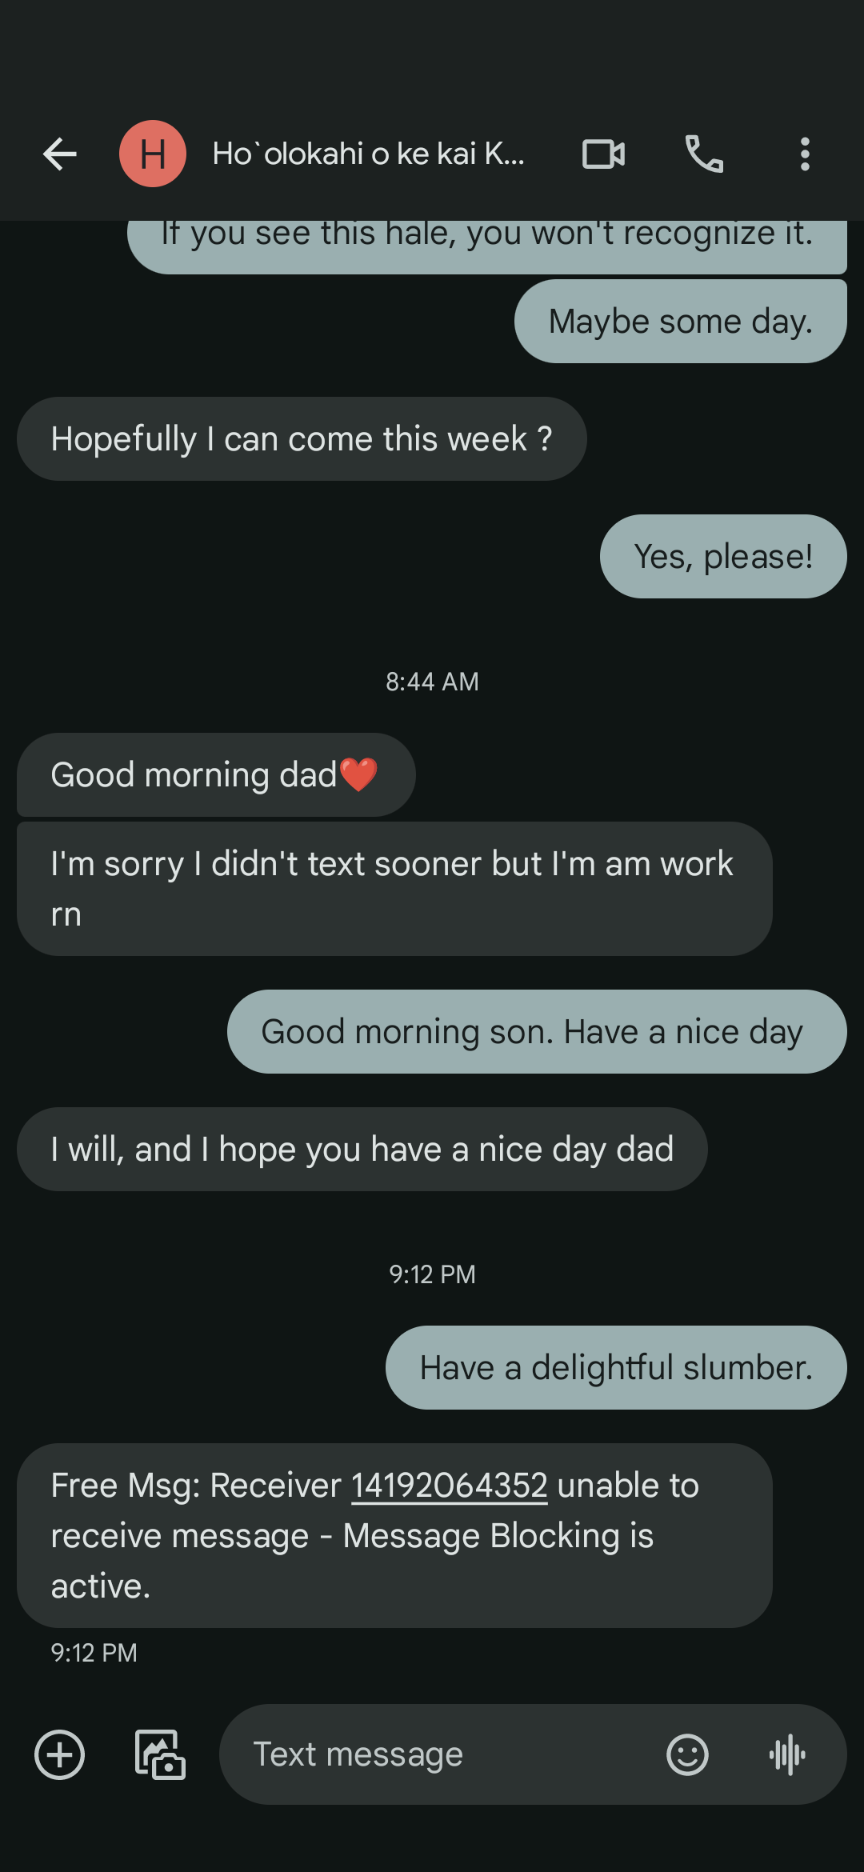 H
Ho`olokahi o ke kai K...
If you see this hale, you won't recognize it.
Maybe some day.
Hopefully I can come this week ?
Yes, please!
8:44 AM
Good morning dad❤️
I'm sorry I didn't text sooner but I'm am work
rn
Good morning son. Have a nice day
I will, and I hope you have a nice day dad
9:12 PM
Have a delightful slumber.
Free Msg: Receiver 14192064352 unable to
receive message - Message Blocking is
active.
9:12 PM
Text message